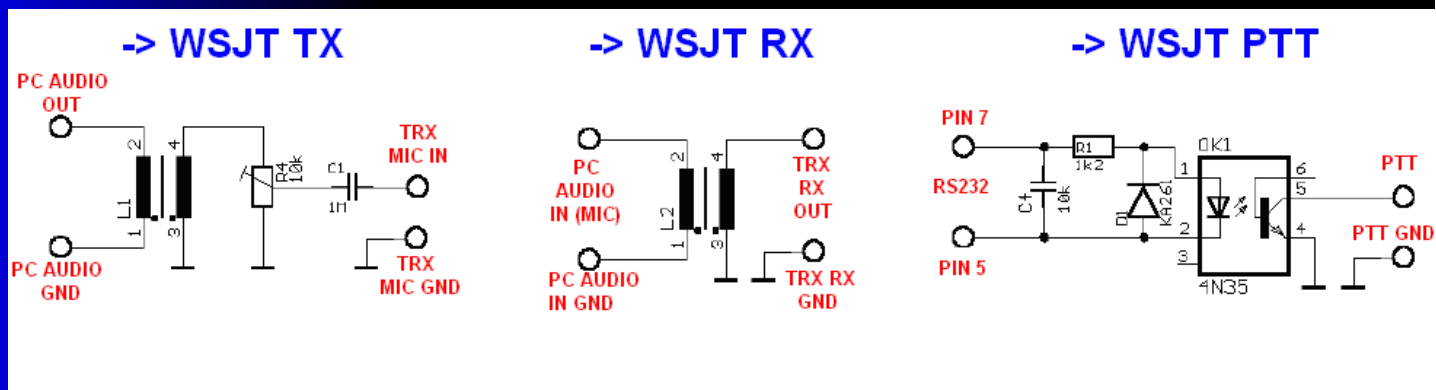 -> WSJT TX
PC AUDIO
OUT
2
4
L1
1
3
R4
10k
C1
1M
TRX
MIC IN
PC AUDIO
GND
TRX
MIC GND
-> WSJT RX
PC
AUDIO
IN (MIC)
2
4
L2
1
3
TRX
RX
OUT
PC AUDIO
IN GND
TRX RX
GND
-> WSJT PTT
PIN 7
RS232
PIN 5
R1
1k2
C4
10k
D1
KA261
OK1
1
2
3
6
5
4
4N35
PTT
PTT GND